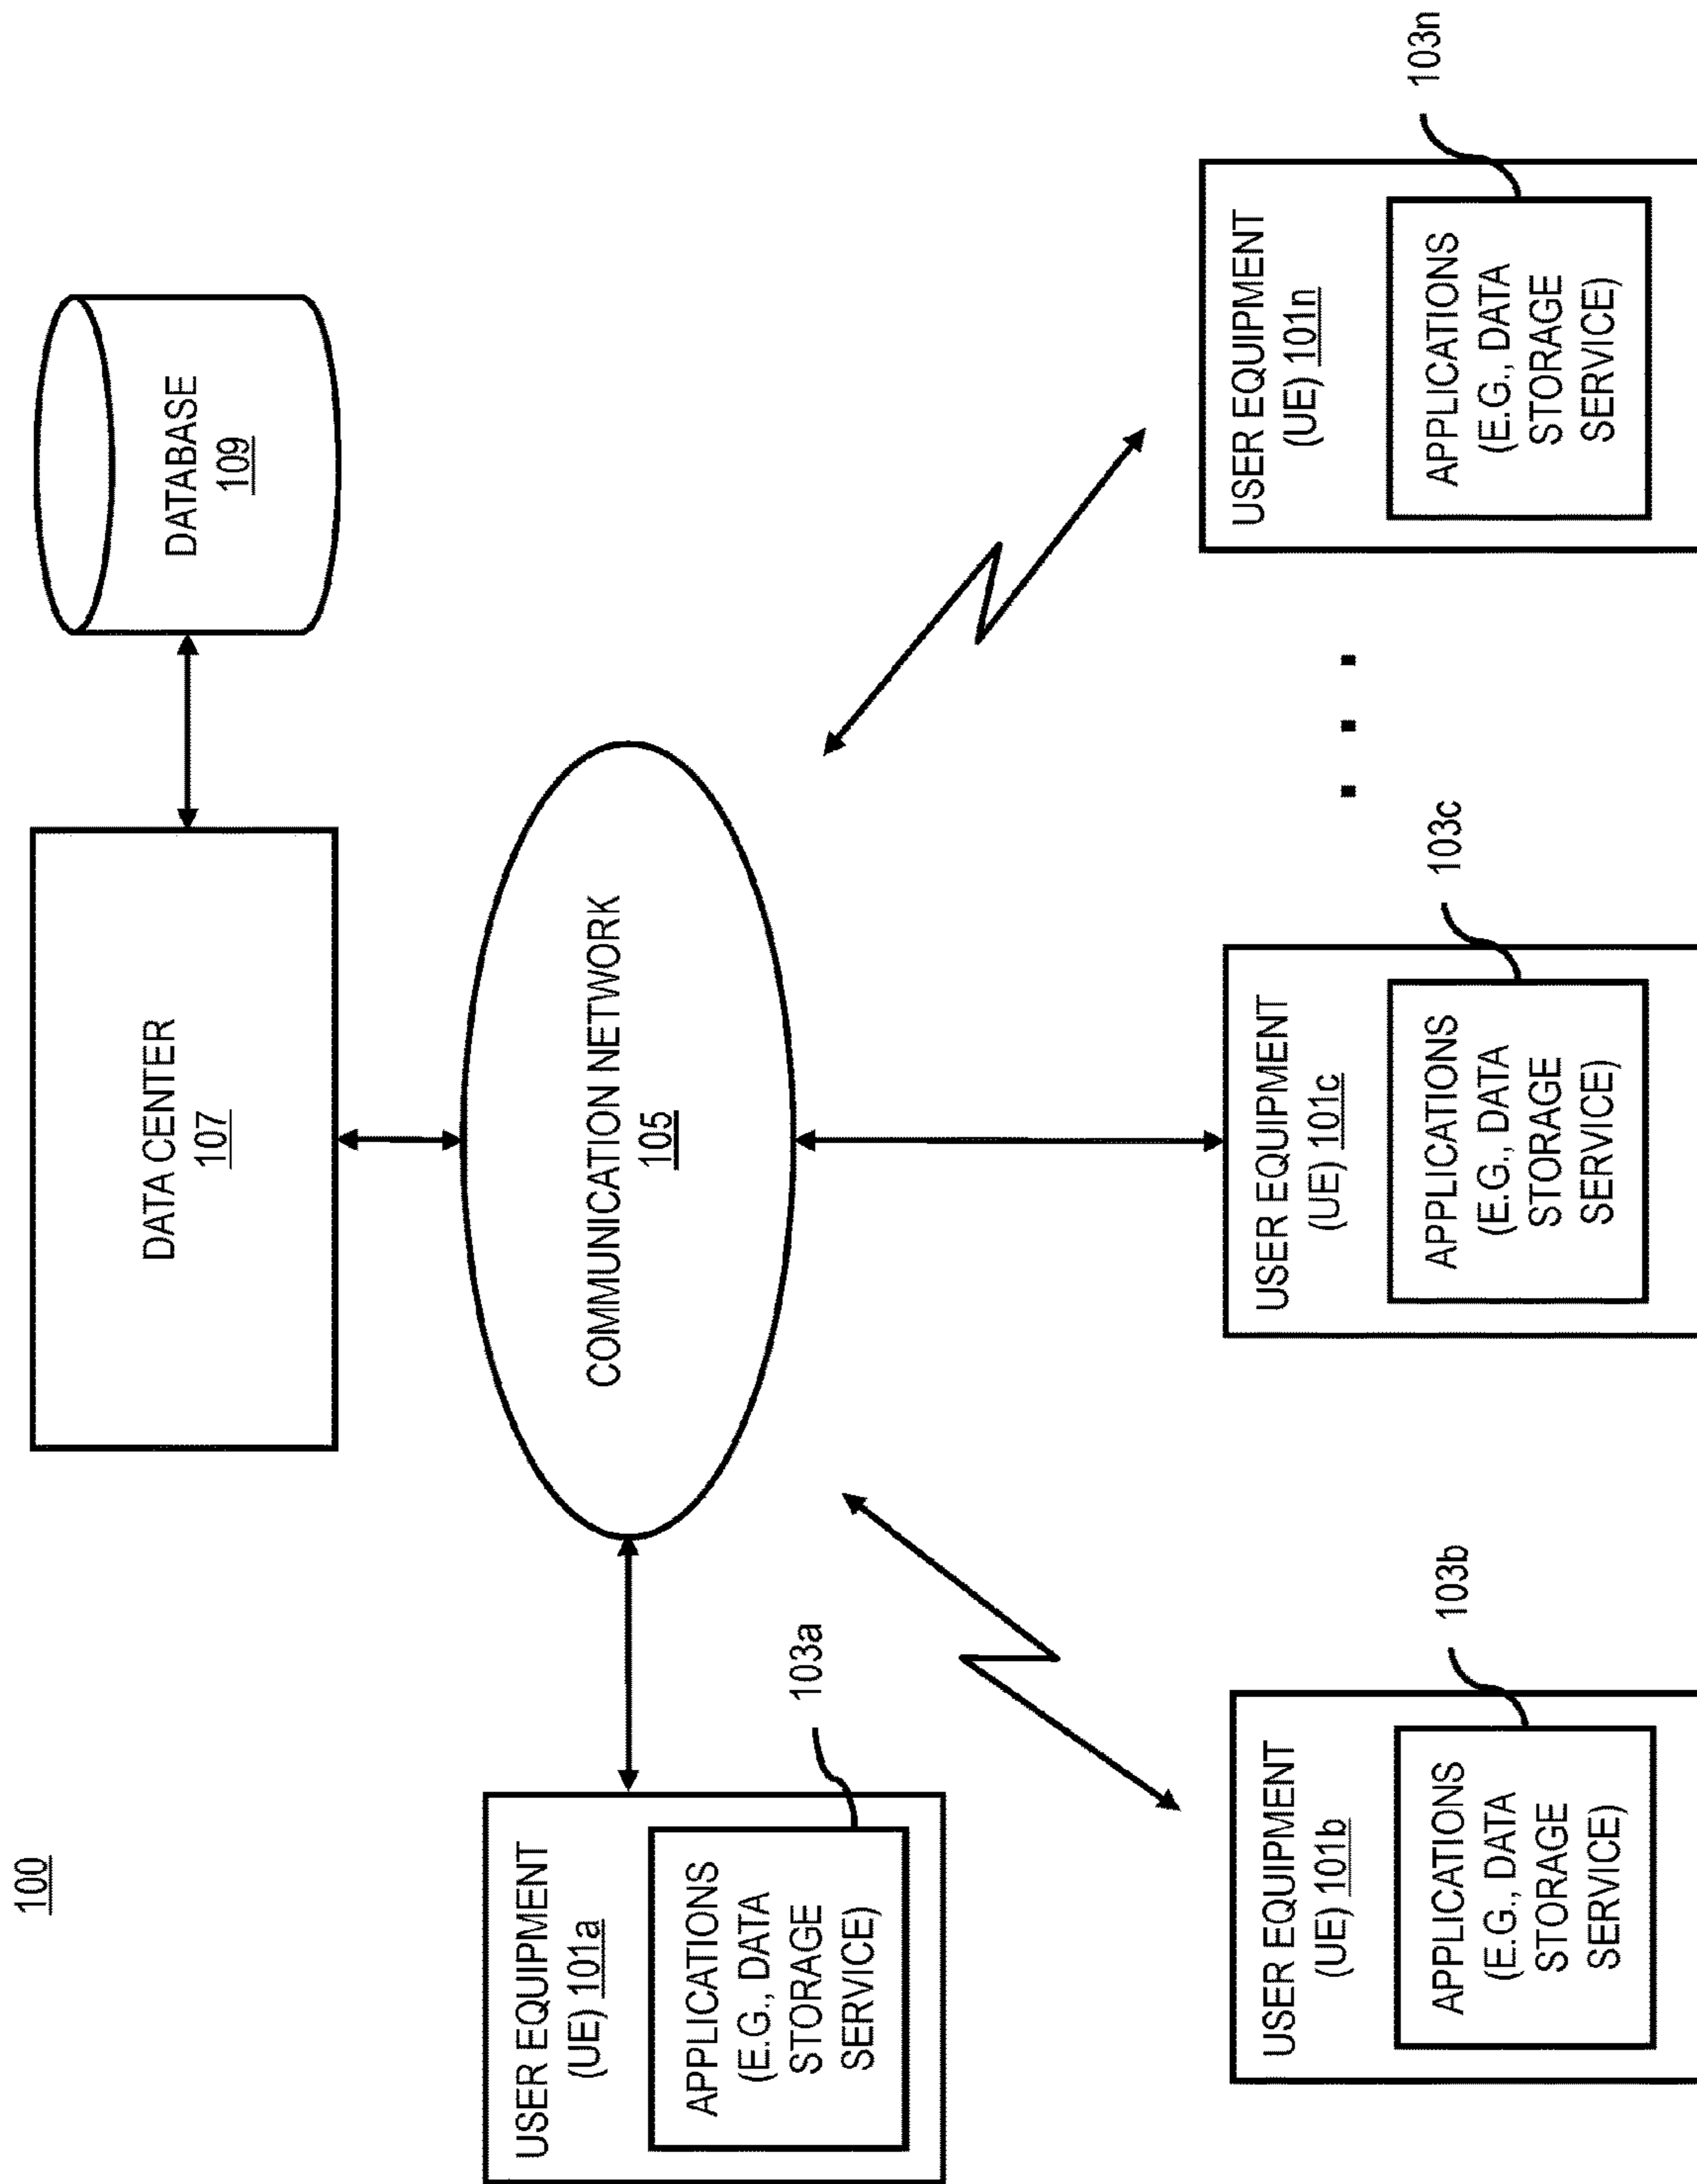 100
DATA CENTER
107
DATABASE
109
COMMUNICATION NETWORK
105
USER EQUIPMENT
(UE) 101a
APPLICATIONS
(E.G., DATA
STORAGE
SERVICE)
103a
USER EQUIPMENT
(UE) 101b
APPLICATIONS
(E.G., DATA
STORAGE
SERVICE)
103b
USER EQUIPMENT
(UE) 101c
APPLICATIONS
(E.G., DATA
STORAGE
SERVICE)
103c
. . .
USER EQUIPMENT
(UE) 101n
APPLICATIONS
(E.G., DATA
STORAGE
SERVICE)
103n